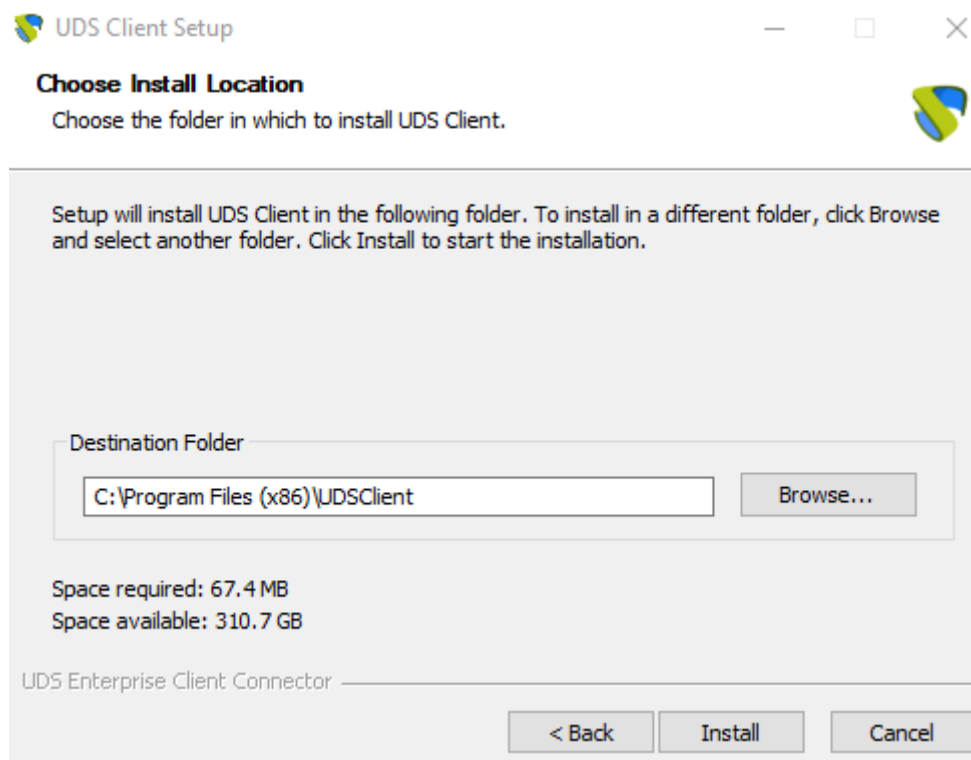 UDS Client Setup
Choose Install Location
Choose the folder in which to install UDS Client.
Setup will install UDS Client in the following folder. To install in a different folder, click Browse
and select another folder. Click Install to start the installation.
Destination Folder
C:\Program Files (x86)\UDSClient
Browse...
Space required: 67.4 MB
Space available: 310.7 GB
UDS Enterprise Client Connector
< Back
Install
Cancel